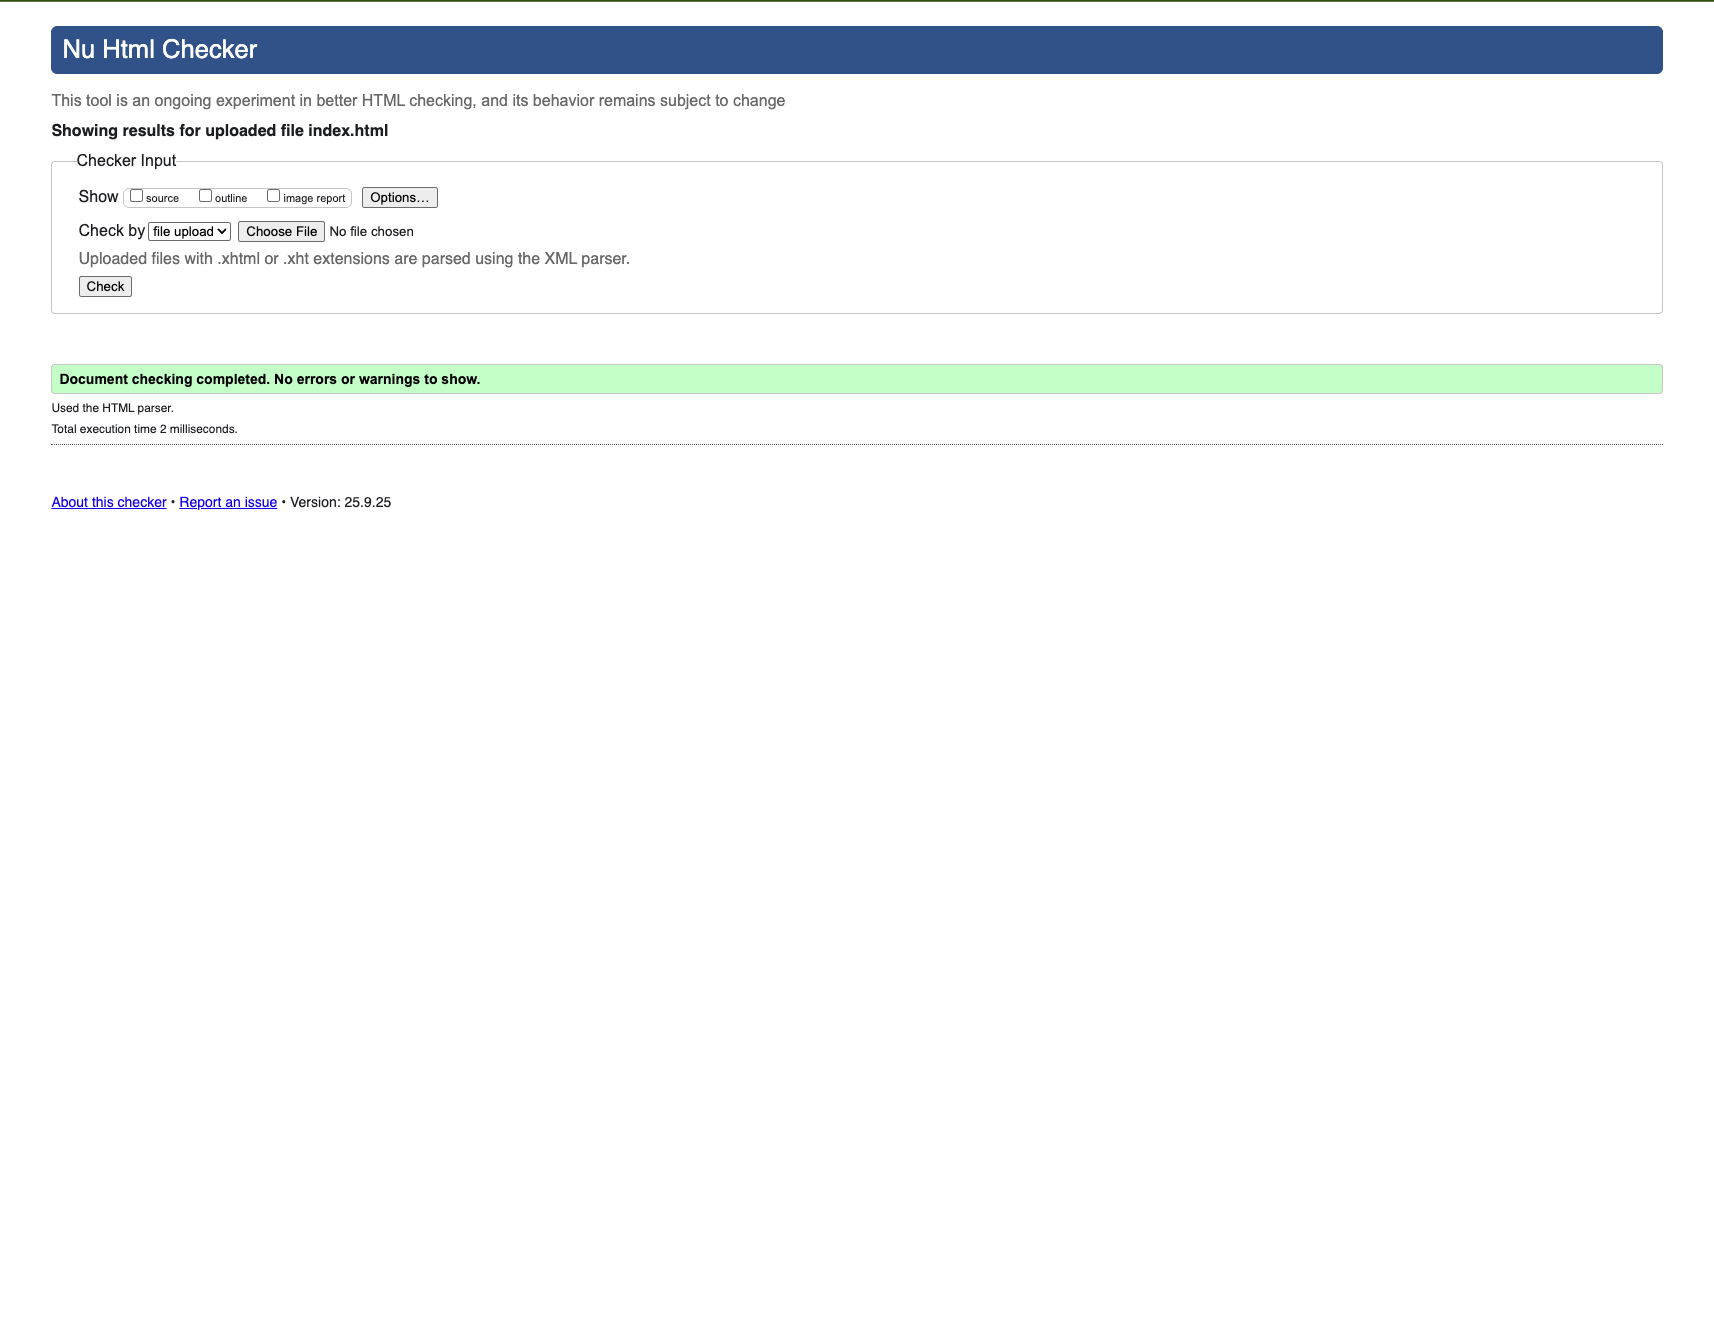 Nu Html Checker
This tool is an ongoing experiment in better HTML checking, and its behavior remains subject to change
Showing results for uploaded file index.html
Checker Input
Show source outline image report Options…
Check by file upload Choose File No file chosen
Uploaded files with .xhtml or .xht extensions are parsed using the XML parser.
Check
Document checking completed. No errors or warnings to show.
Used the HTML parser.
Total execution time 2 milliseconds.
About this checker • Report an issue • Version: 25.9.25